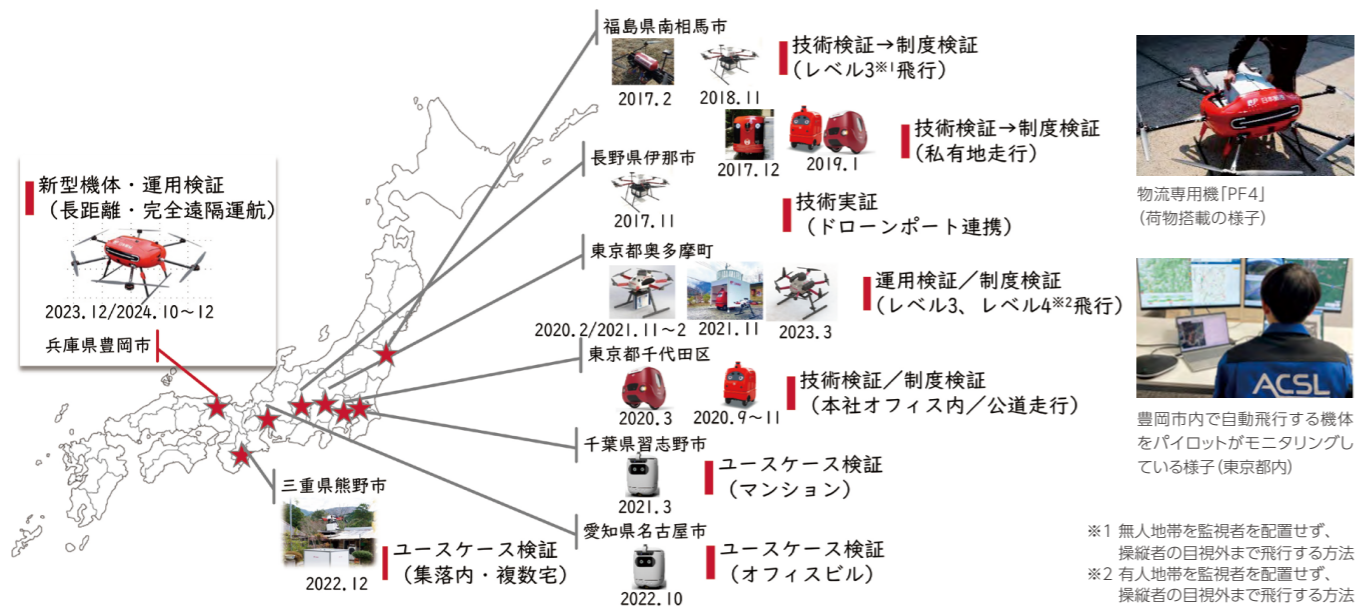 福島県南相馬市
2017.2
2018.11
技術検証→制度検証
(レベル3※1飛行)
2017.12
2019.1
技術検証→制度検証
(私有地走行)
長野県伊那市
2017.11
技術実証
(ドローンポート連携)
東京都奥多摩町
2020.2/2021.11~2
2021.11
2023.3
運用検証/制度検証
(レベル3、レベル4※2飛行)
東京都千代田区
2020.3
2020.9~11
技術検証/制度検証
(本社オフィス内/公道走行)
千葉県習志野市
2021.3
ユースケース検証
(マンション)
愛知県名古屋市
2022.10
ユースケース検証
(オフィスビル)
新型機体・運用検証
(長距離・完全遠隔運航)
2023.12/2024.10~12
兵庫県豊岡市
三重県熊野市
2022.12
ユースケース検証
(集落内・複数宅)
日本郵便
物流専用機「PF4」
(荷物搭載の様子)
ACSL
豊岡市内で自動飛行する機体
をパイロットがモニタリングし
ている様子(東京都内)
※1 無人地帯を監視者を配置せず、
操縦者の目視外まで飛行する方法
※2 有人地帯を監視者を配置せず、
操縦者の目視外まで飛行する方法